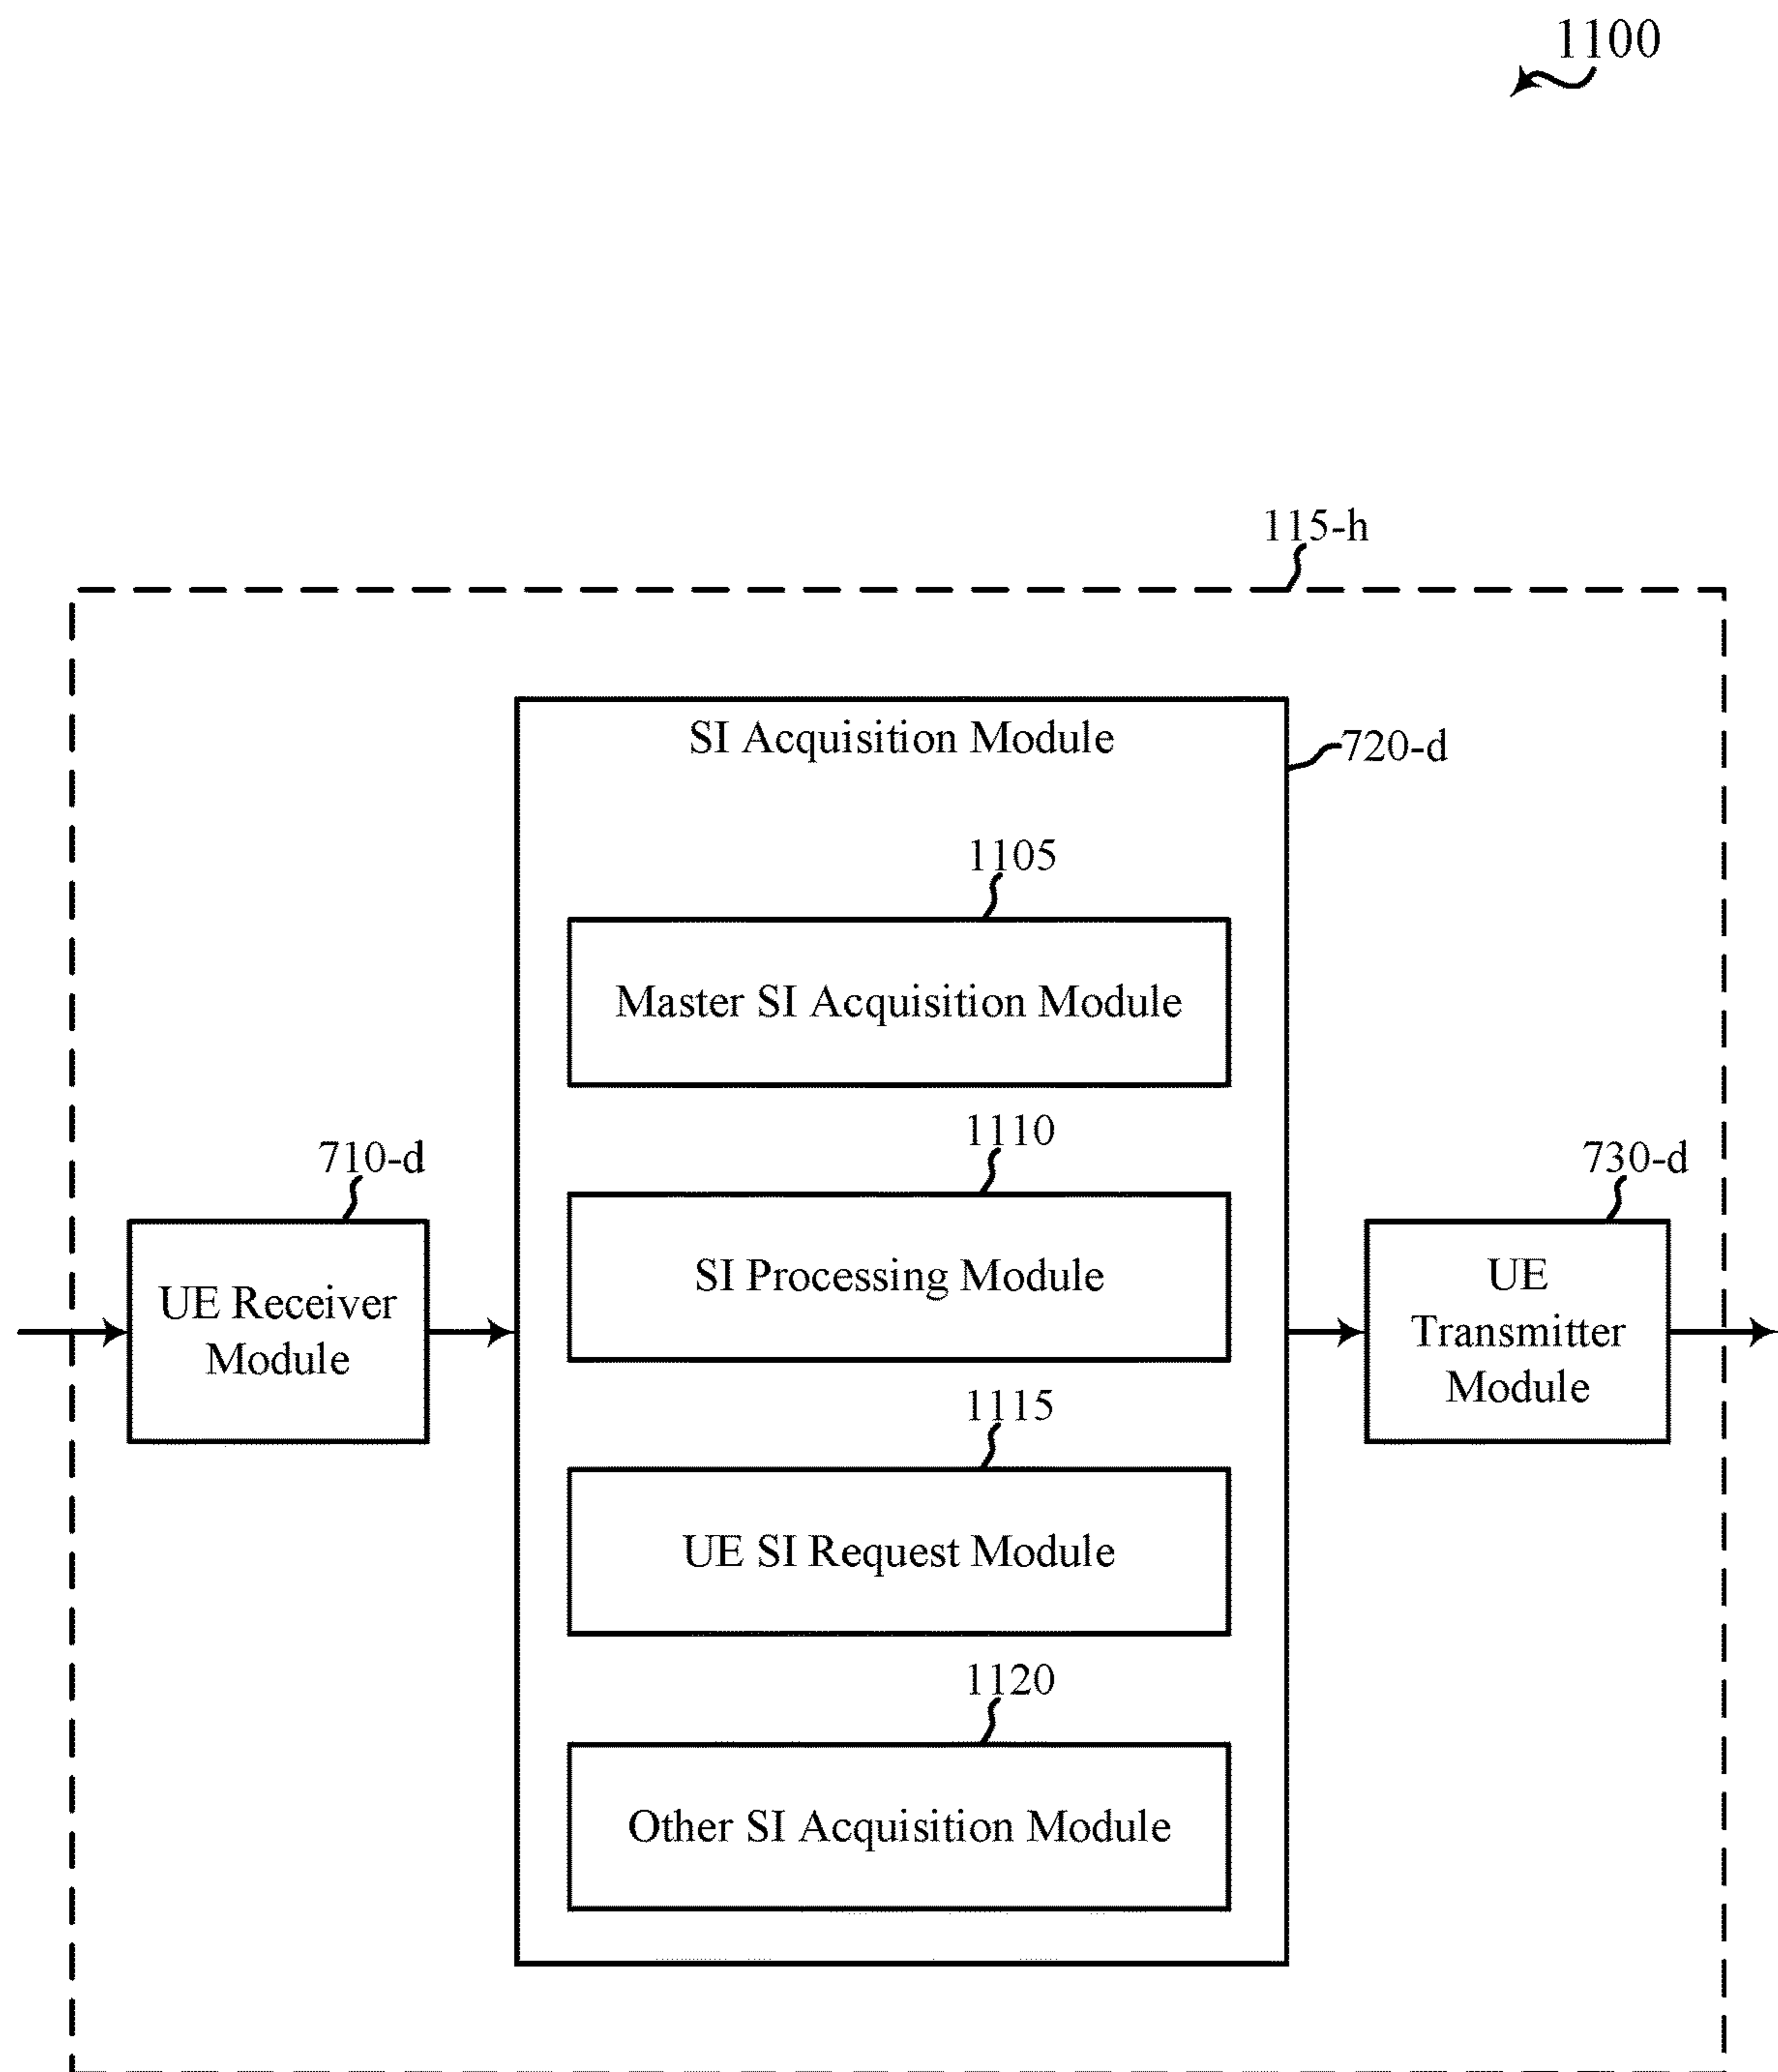 1100
115-h
SI Acquisition Module
720-d
1105
Master SI Acquisition Module
1110
710-d
730-d
SI Processing Module
UE Receiver
Module
UE
Transmitter
Module
1115
UE SI Request Module
1120
Other SI Acquisition Module